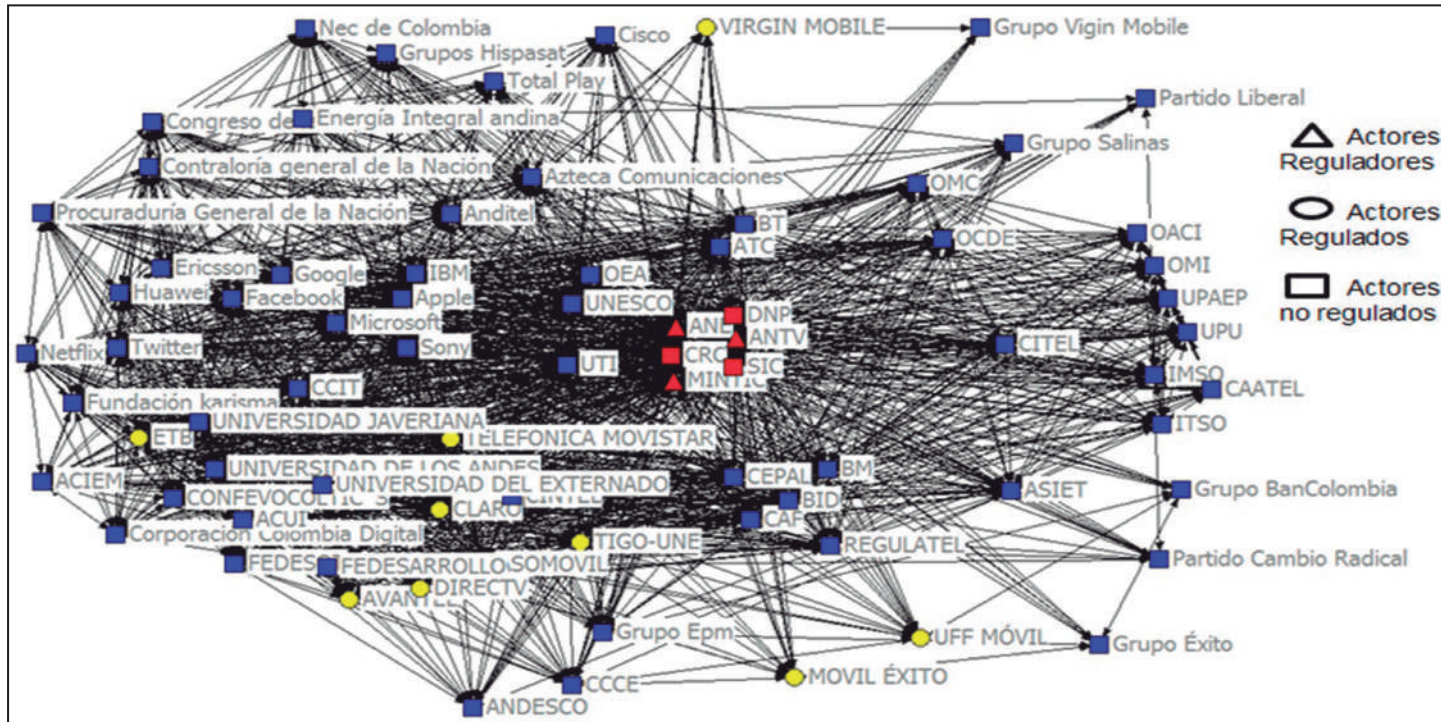 Nec de Colombia
Grupos Hispasat
Cisco
VIRGIN MOBILE
Grupo Vigin Mobile
Total Play
Partido Liberal
Congreso de
Energía Integral andina
Grupo Salinas
Contraloría general de la Nación
Azteca Comunicaciones
OMC
Procuraduría General de la Nación
Anditel
BT
ATC
OCDE
OACI
Ericsson
Google
IBM
OEA
OMI
Huawei
Facebook
Apple
UNESCO
UPAEP
Microsoft
DNP
ANE
ANTV
UPU
Netflix
Twitter
Sony
UTI
CRC
SIC
MINTIC
CITEL
IMSO
CAATEL
CCIT
Fundación karisma
UNIVERSIDAD JAVERIANA
ITSO
ETB
TELEFONICA MOVISTAR
ACIEM
UNIVERSIDAD DE LOS ANDES
UNIVERSIDAD DEL EXTERNADO
CEPAL
BM
CONFEVOCOLTIC´S
CINTEL
BID
ASIET
Grupo BanColombia
ACUI
CLARO
CAF
Corporación Colombia Digital
TIGO-UNE
REGULATEL
Partido Cambio Radical
FEDES
FEDESARROLLO
SOMOVIL
AVANTEL
DIRECTV
Grupo Epm
UFF MÓVIL
Grupo Éxito
CCCE
MOVIL ÉXITO
ANDESCO
Actores
Reguladores
Actores
Regulados
Actores
no regulados